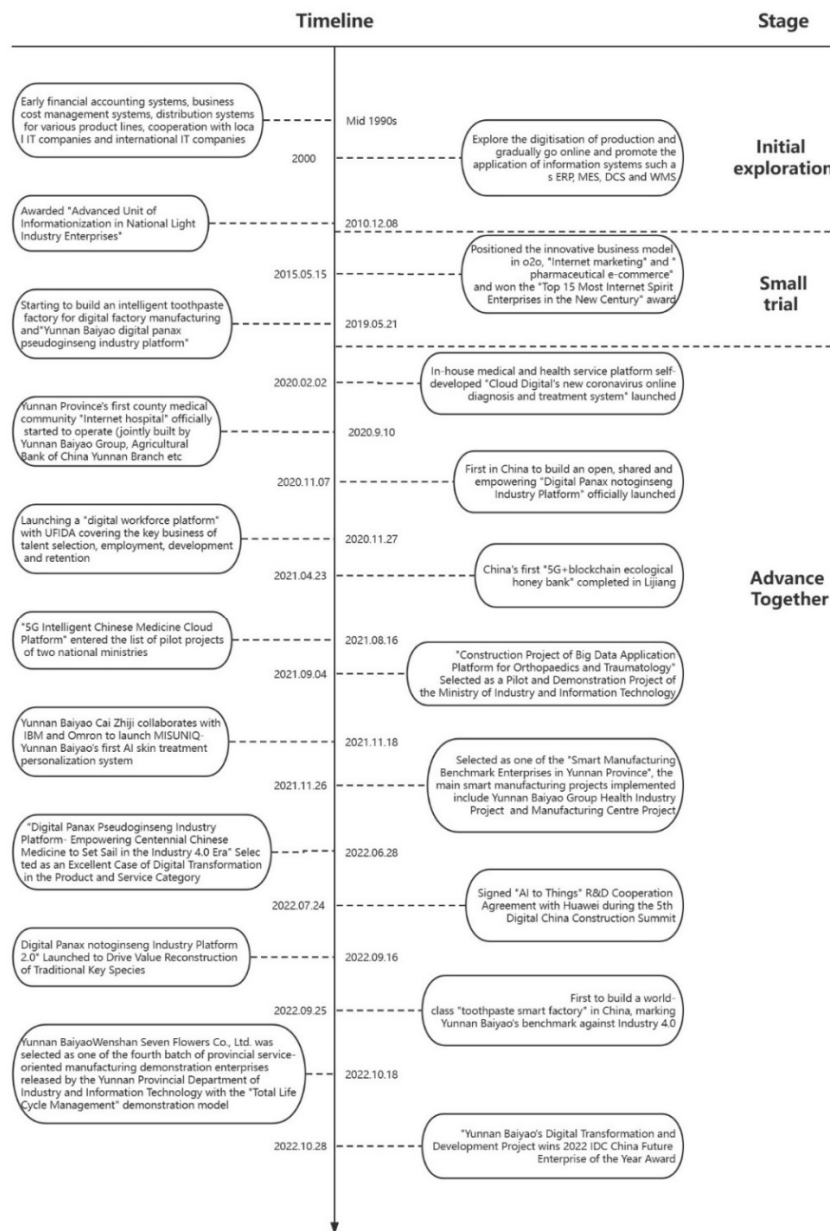 Timeline
Stage
Early financial accounting systems, business
cost management systems, distribution systems
for various product lines, cooperation with loca
l IT companies and international IT companies
Mid 1990s
2000
Explore the digitisation of production and
gradually go online and promote the
application of information systems such a
s ERP, MES, DCS and WMS
Initial
exploration
Awarded "Advanced Unit of
Informationization in National Light
Industry Enterprises"
2010.12.08
2015.05.15
Positioned the innovative business model
in o2o, "Internet marketing" and "
pharmaceutical e-commerce"
and won the "Top 15 Most Internet Spirit
Enterprises in the New Century" award
Small
trial
Starting to build an intelligent toothpaste
factory for digital factory manufacturing
and"Yunnan Baiyao digital panax
pseudoginseng industry platform"
2019.05.21
2020.02.02
In-house medical and health service platform self-
developed "Cloud Digital's new coronavirus online
diagnosis and treatment system" launched
Yunnan Province's first county medical
community "Internet hospital" officially
started to operate (jointly built by
Yunnan Baiyao Group, Agricultural
Bank of China Yunnan Branch etc
2020.9.10
2020.11.07
First in China to build an open, shared and
empowering "Digital Panax notoginseng
Industry Platform" officially launched
Launching a "digital workforce platform"
with UFIDA covering the key business of
talent selection, employment, development
and retention
2020.11.27
2021.04.23
China's first "5G+blockchain ecological
honey bank" completed in Lijiang
Advance
Together
"5G Intelligent Chinese Medicine Cloud
Platform" entered the list of pilot projects
of two national ministries
2021.08.16
2021.09.04
"Construction Project of Big Data Application
Platform for Orthopaedics and Traumatology"
Selected as a Pilot and Demonstration Project of
the Ministry of Industry and Information Technology
Yunnan Baiyao Cai Zhiji collaborates with
IBM and Omron to launch MISUNIQ-
Yunnan Baiyao's first AI skin treatment
personalization system
2021.11.18
2021.11.26
Selected as one of the "Smart Manufacturing
Benchmark Enterprises in Yunnan Province", the
main smart manufacturing projects implemented
include Yunnan Baiyao Group Health Industry
Project and Manufacturing Centre Project
"Digital Panax Pseudoginseng Industry
Platform- Empowering Centennial Chinese
Medicine to Set Sail in the Industry 4.0 Era" Selec
ted as an Excellent Case of Digital Transformation
in the Product and Service Category
2022.06.28
2022.07.24
Signed "AI to Things" R&D Cooperation
Agreement with Huawei during the 5th
Digital China Construction Summit
Digital Panax notoginseng Industry Platform
2.0" Launched to Drive Value Reconstruction
of Traditional Key Species
2022.09.16
2022.09.25
First to build a world-
class "toothpaste smart factory" in China, marking
Yunnan Baiyao's benchmark against Industry 4.0
Yunnan BaiyaoWenshan Seven Flowers Co., Ltd. was
selected as one of the fourth batch of provincial service-
oriented manufacturing demonstration enterprises
released by the Yunnan Provincial Department of
Industry and Information Technology with the "Total Life
Cycle Management" demonstration model
2022.10.18
2022.10.28
"Yunnan Baiyao's Digital Transformation and
Development Project wins 2022 IDC China Future
Enterprise of the Year Award